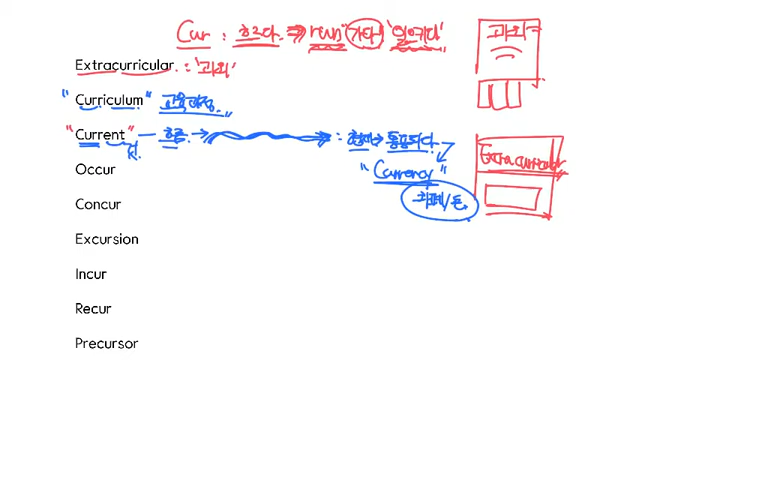 Cur : 흐르다. ⇒ run "가다" '일어나다'
과외
Extracurricular. : '과외'
"Curriculum" 교육과정.
"Current" — 흐름 → : 현재 → 통용되다.
Extracurricular
Occur
"Currency"
화폐/돈.
Concur
Excursion
Incur
Recur
Precursor